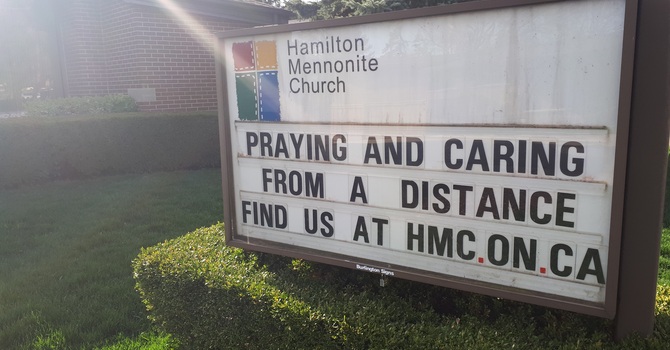 Hamilton
Mennonite
Church
PRAYING AND CARING
FROM A DISTANCE
FIND US AT HMC.ON.CA
Burlington Signs